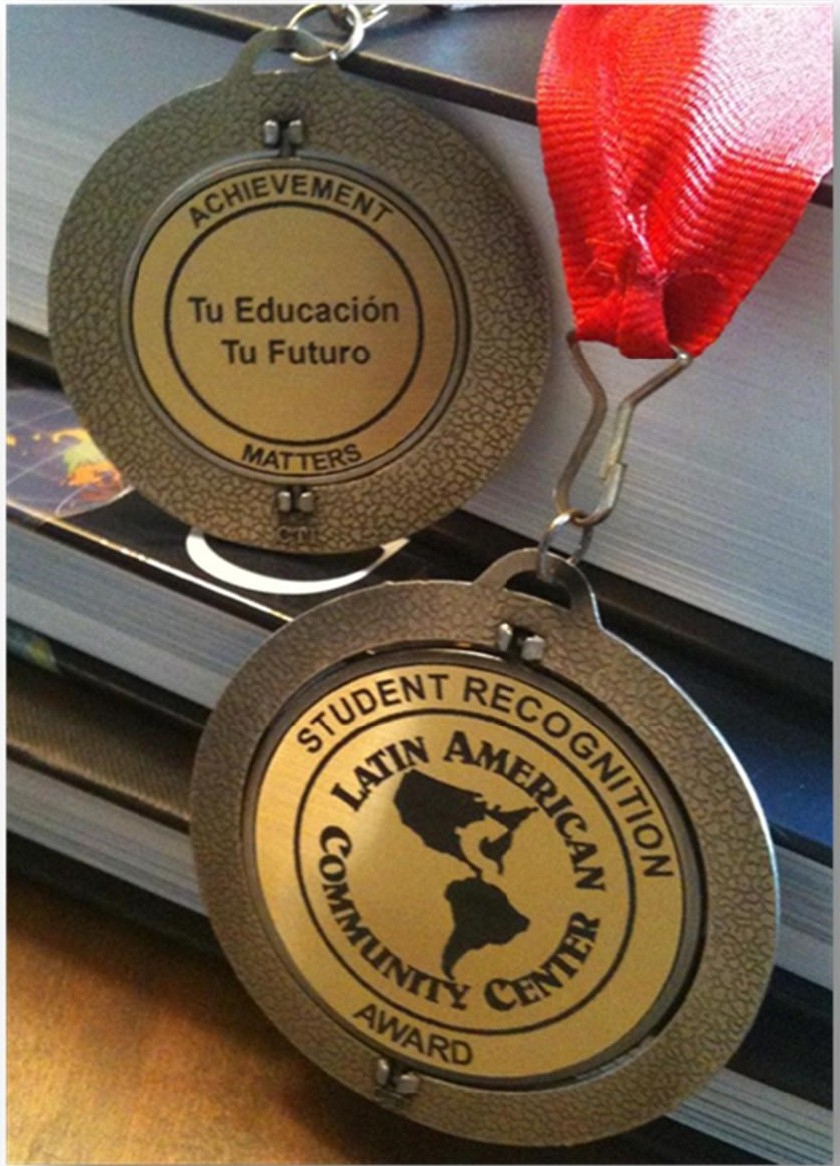 ACHIEVEMENT
Tu Educación
Tu Futuro
MATTERS
STUDENT RECOGNITION
LATIN AMERICAN
COMMUNITY CENTER
AWARD